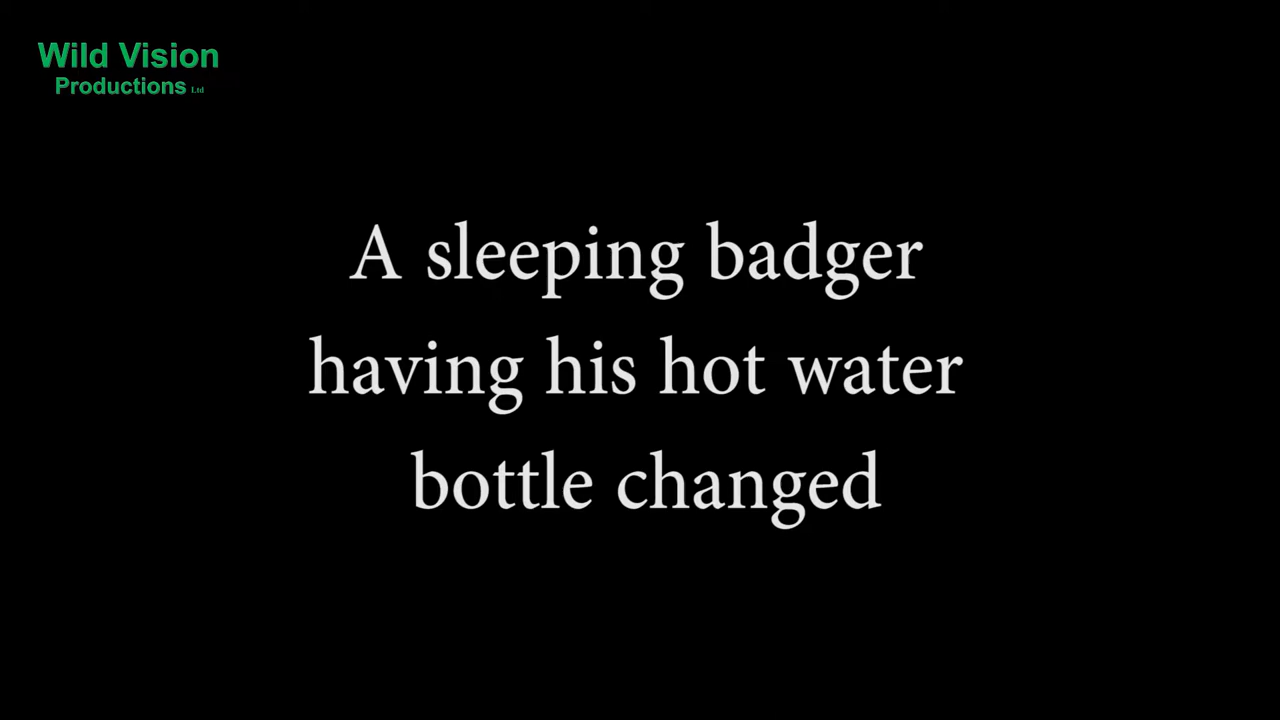 Wild Vision
Productions Ltd
A sleeping badger
having his hot water
bottle changed